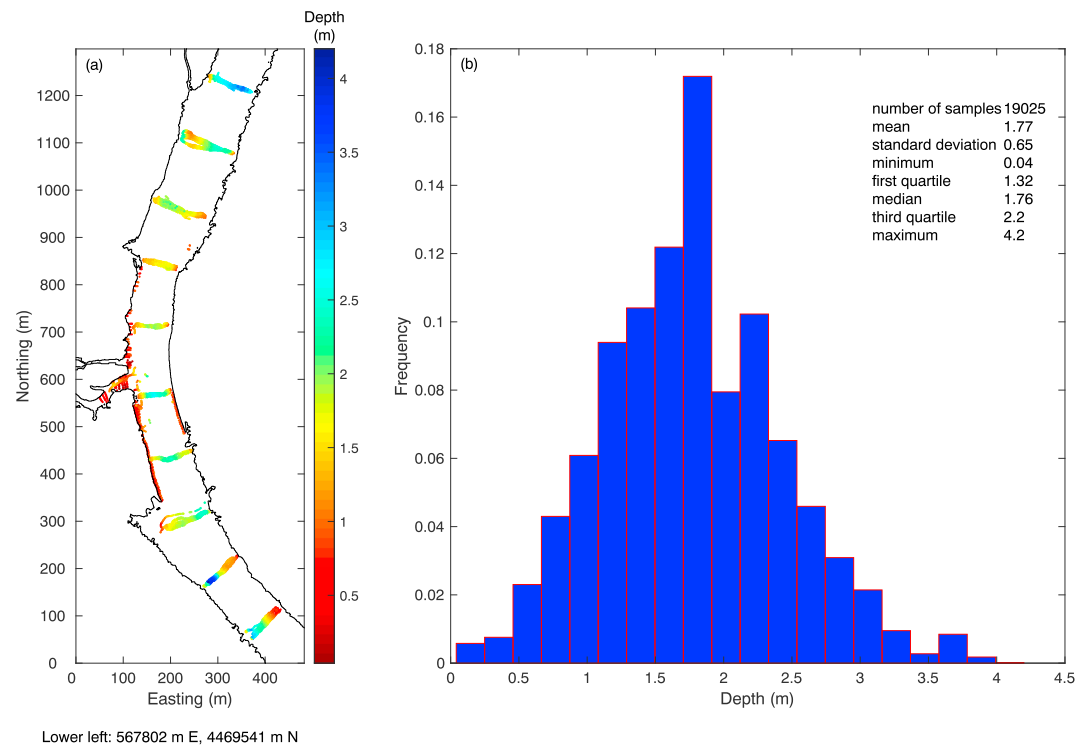 Depth
(m)
(a)
1200
1100
1000
900
800
700
600
500
400
300
200
100
0
Northing (m)
0 100 200 300 400
Easting (m)
4
3.5
3
2.5
2
1.5
1
0.5
Lower left: 567802 m E, 4469541 m N
(b)
0.18
0.16
0.14
0.12
0.1
0.08
0.06
0.04
0.02
0
Frequency
0 0.5 1 1.5 2 2.5 3 3.5 4 4.5
Depth (m)
number of samples 19025
mean 1.77
standard deviation 0.65
minimum 0.04
first quartile 1.32
median 1.76
third quartile 2.2
maximum 4.2